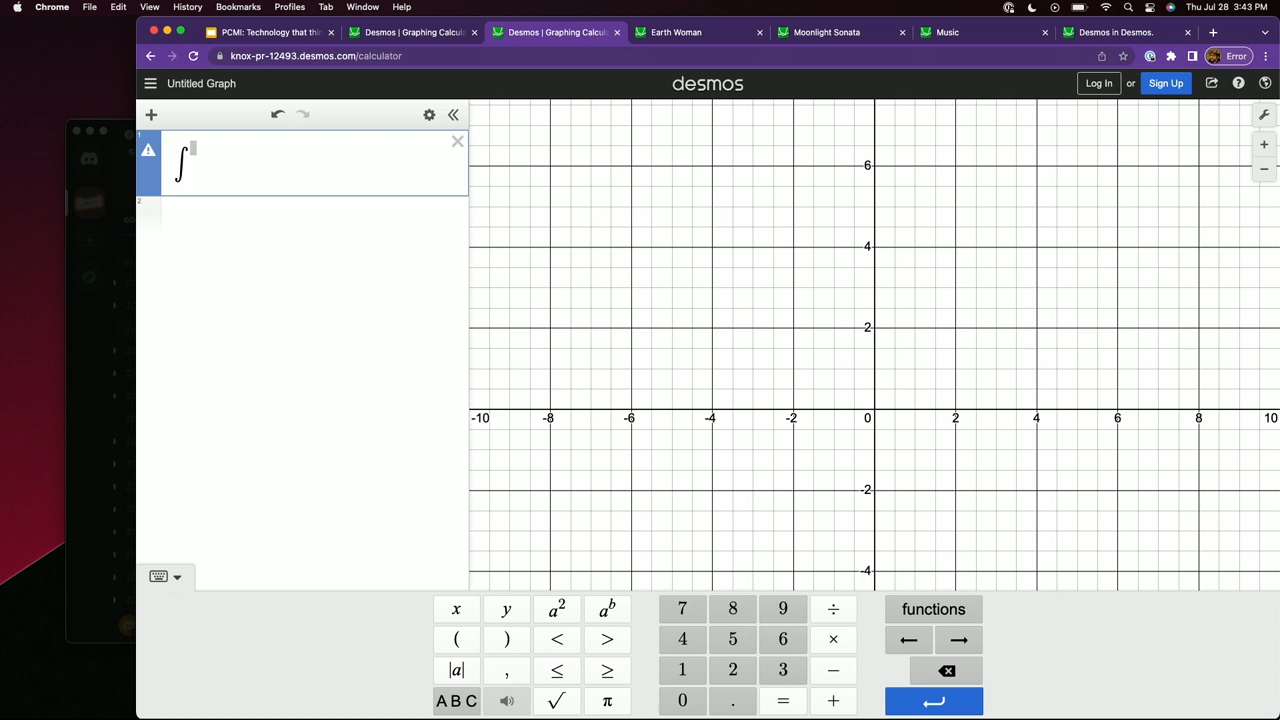 Chrome File Edit View History Bookmarks Profiles Tab Window Help Thu Jul 28 3:43 PM
PCMI: Technology that thi Desmos | Graphing Calcula Desmos | Graphing Calcula Earth Woman Moonlight Sonata Music Desmos in Desmos.
knox-pr-12493.desmos.com/calculator Error
Untitled Graph desmos Log In or Sign Up
1
∫
2
6
4
2
-10 -8 -6 -4 -2 0 2 4 6 8 10
-2
-4
x y a² aᵇ 7 8 9 ÷ functions
( ) < > 4 5 6 × ← →
|a| , ≤ ≥ 1 2 3 −
A B C √ π 0 . = +